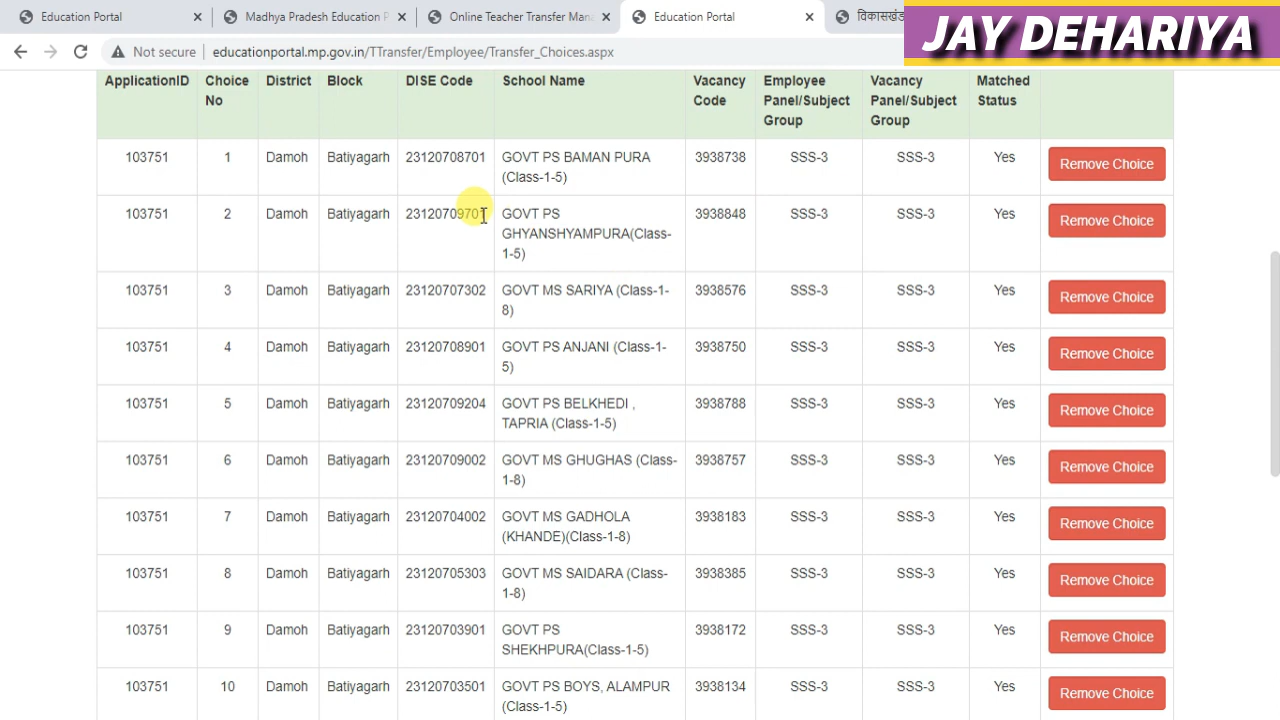 Education Portal
Madhya Pradesh Education P
Online Teacher Transfer Man
Education Portal
विकासखंड
JAY DEHARIYA
Not secure
educationportal.mp.gov.in/TTransfer/Employee/Transfer_Choices.aspx
ApplicationID Choice District Block DISE Code School Name Vacancy Employee Vacancy Matched
No Code Panel/Subject Panel/Subject Status
Group Group
103751 1 Damoh Batiyagarh 23120708701 GOVT PS BAMAN PURA 3938738 SSS-3 SSS-3 Yes Remove Choice
(Class-1-5)
103751 2 Damoh Batiyagarh 23120709701 GOVT PS 3938848 SSS-3 SSS-3 Yes Remove Choice
GHYANSHYAMPURA(Class-
1-5)
103751 3 Damoh Batiyagarh 23120707302 GOVT MS SARIYA (Class-1- 3938576 SSS-3 SSS-3 Yes Remove Choice
8)
103751 4 Damoh Batiyagarh 23120708901 GOVT PS ANJANI (Class-1- 3938750 SSS-3 SSS-3 Yes Remove Choice
5)
103751 5 Damoh Batiyagarh 23120709204 GOVT PS BELKHEDI , 3938788 SSS-3 SSS-3 Yes Remove Choice
TAPRIA (Class-1-5)
103751 6 Damoh Batiyagarh 23120709002 GOVT MS GHUGHAS (Class- 3938757 SSS-3 SSS-3 Yes Remove Choice
1-8)
103751 7 Damoh Batiyagarh 23120704002 GOVT MS GADHOLA 3938183 SSS-3 SSS-3 Yes Remove Choice
(KHANDE)(Class-1-8)
103751 8 Damoh Batiyagarh 23120705303 GOVT MS SAIDARA (Class- 3938385 SSS-3 SSS-3 Yes Remove Choice
1-8)
103751 9 Damoh Batiyagarh 23120703901 GOVT PS 3938172 SSS-3 SSS-3 Yes Remove Choice
SHEKHPURA(Class-1-5)
103751 10 Damoh Batiyagarh 23120703501 GOVT PS BOYS, ALAMPUR 3938134 SSS-3 SSS-3 Yes Remove Choice
(Class-1-5)